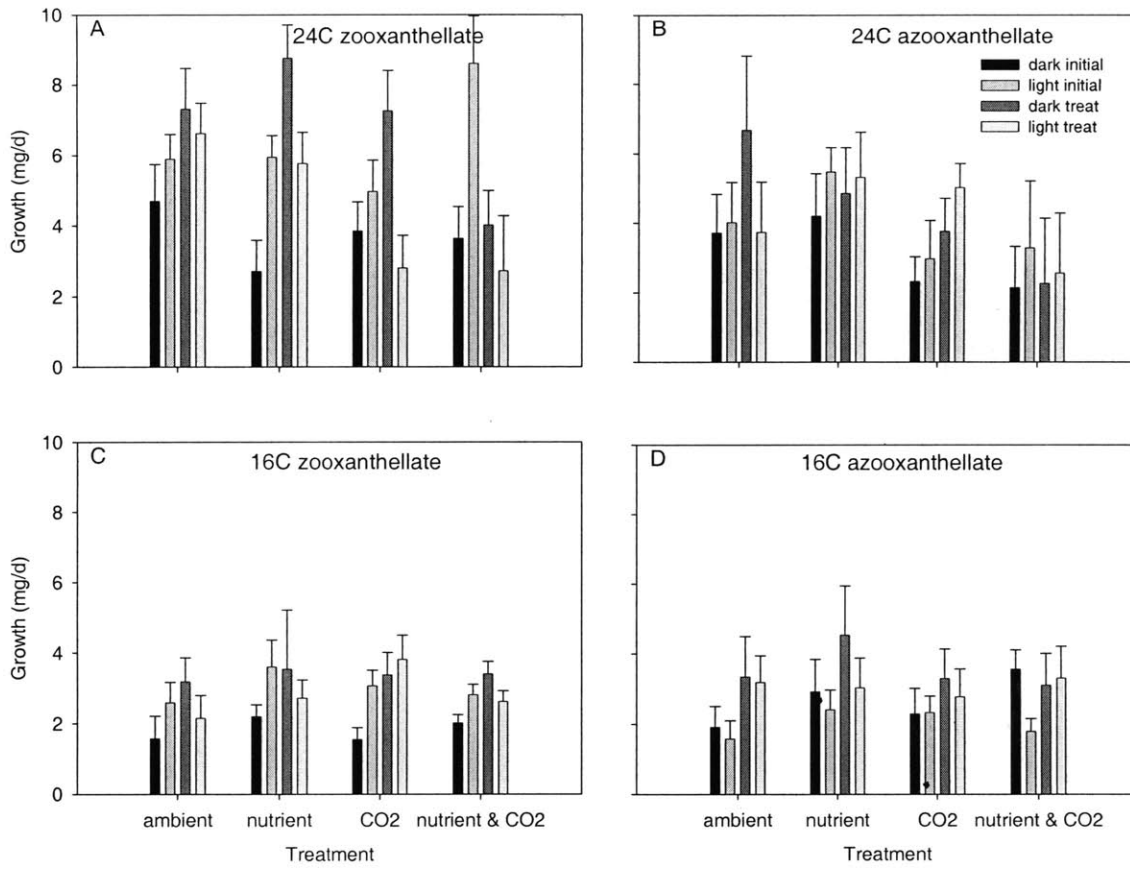 A
24C zooxanthellate
10
8
6
4
2
0
Growth (mg/d)
B
24C azooxanthellate
dark initial
light initial
dark treat
light treat
C
16C zooxanthellate
10
8
6
4
2
0
Growth (mg/d)
ambient nutrient CO2 nutrient & CO2
Treatment
D
16C azooxanthellate
ambient nutrient CO2 nutrient & CO2
Treatment